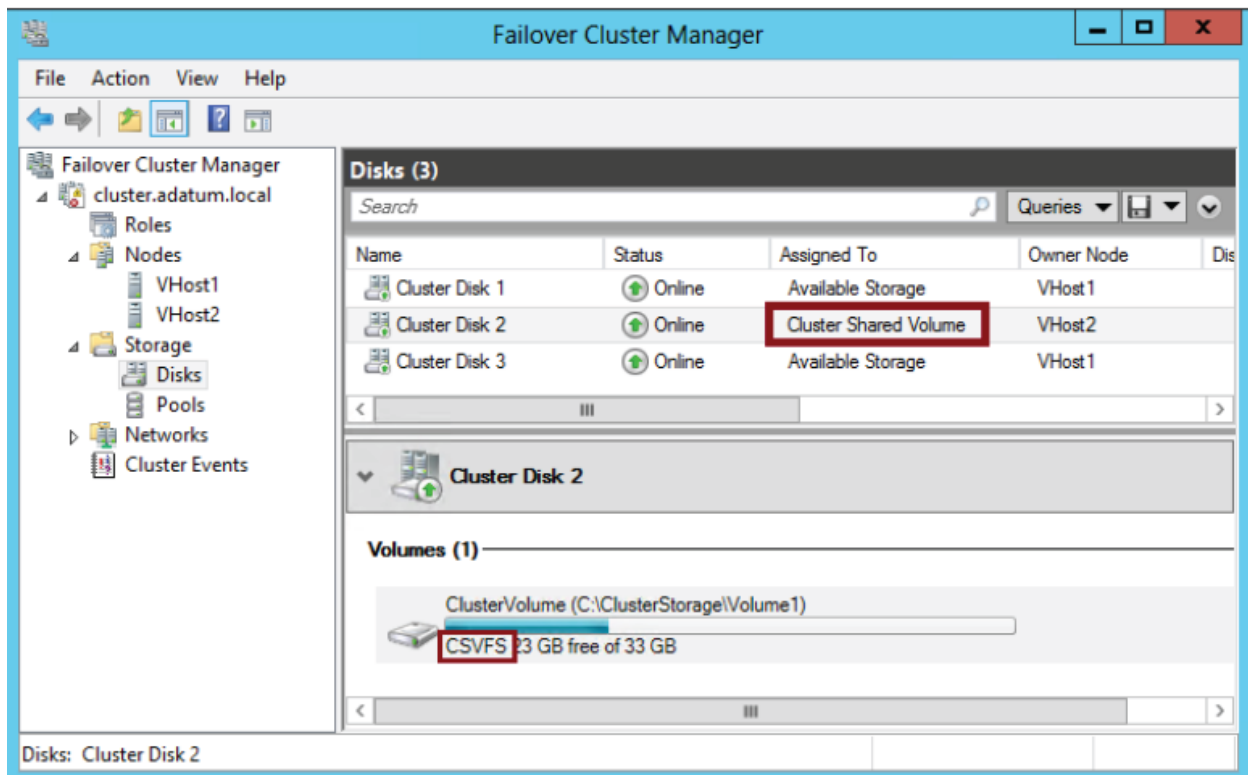 Failover Cluster Manager
File Action View Help
Failover Cluster Manager
cluster.adatum.local
Roles
Nodes
VHost1
VHost2
Storage
Disks
Pools
Networks
Cluster Events
Disks (3)
Search Queries
Name Status Assigned To Owner Node Dis
Cluster Disk 1 Online Available Storage VHost1
Cluster Disk 2 Online Cluster Shared Volume VHost2
Cluster Disk 3 Online Available Storage VHost1
Cluster Disk 2
Volumes (1)
ClusterVolume (C:\ClusterStorage\Volume1)
CSVFS 23 GB free of 33 GB
Disks: Cluster Disk 2